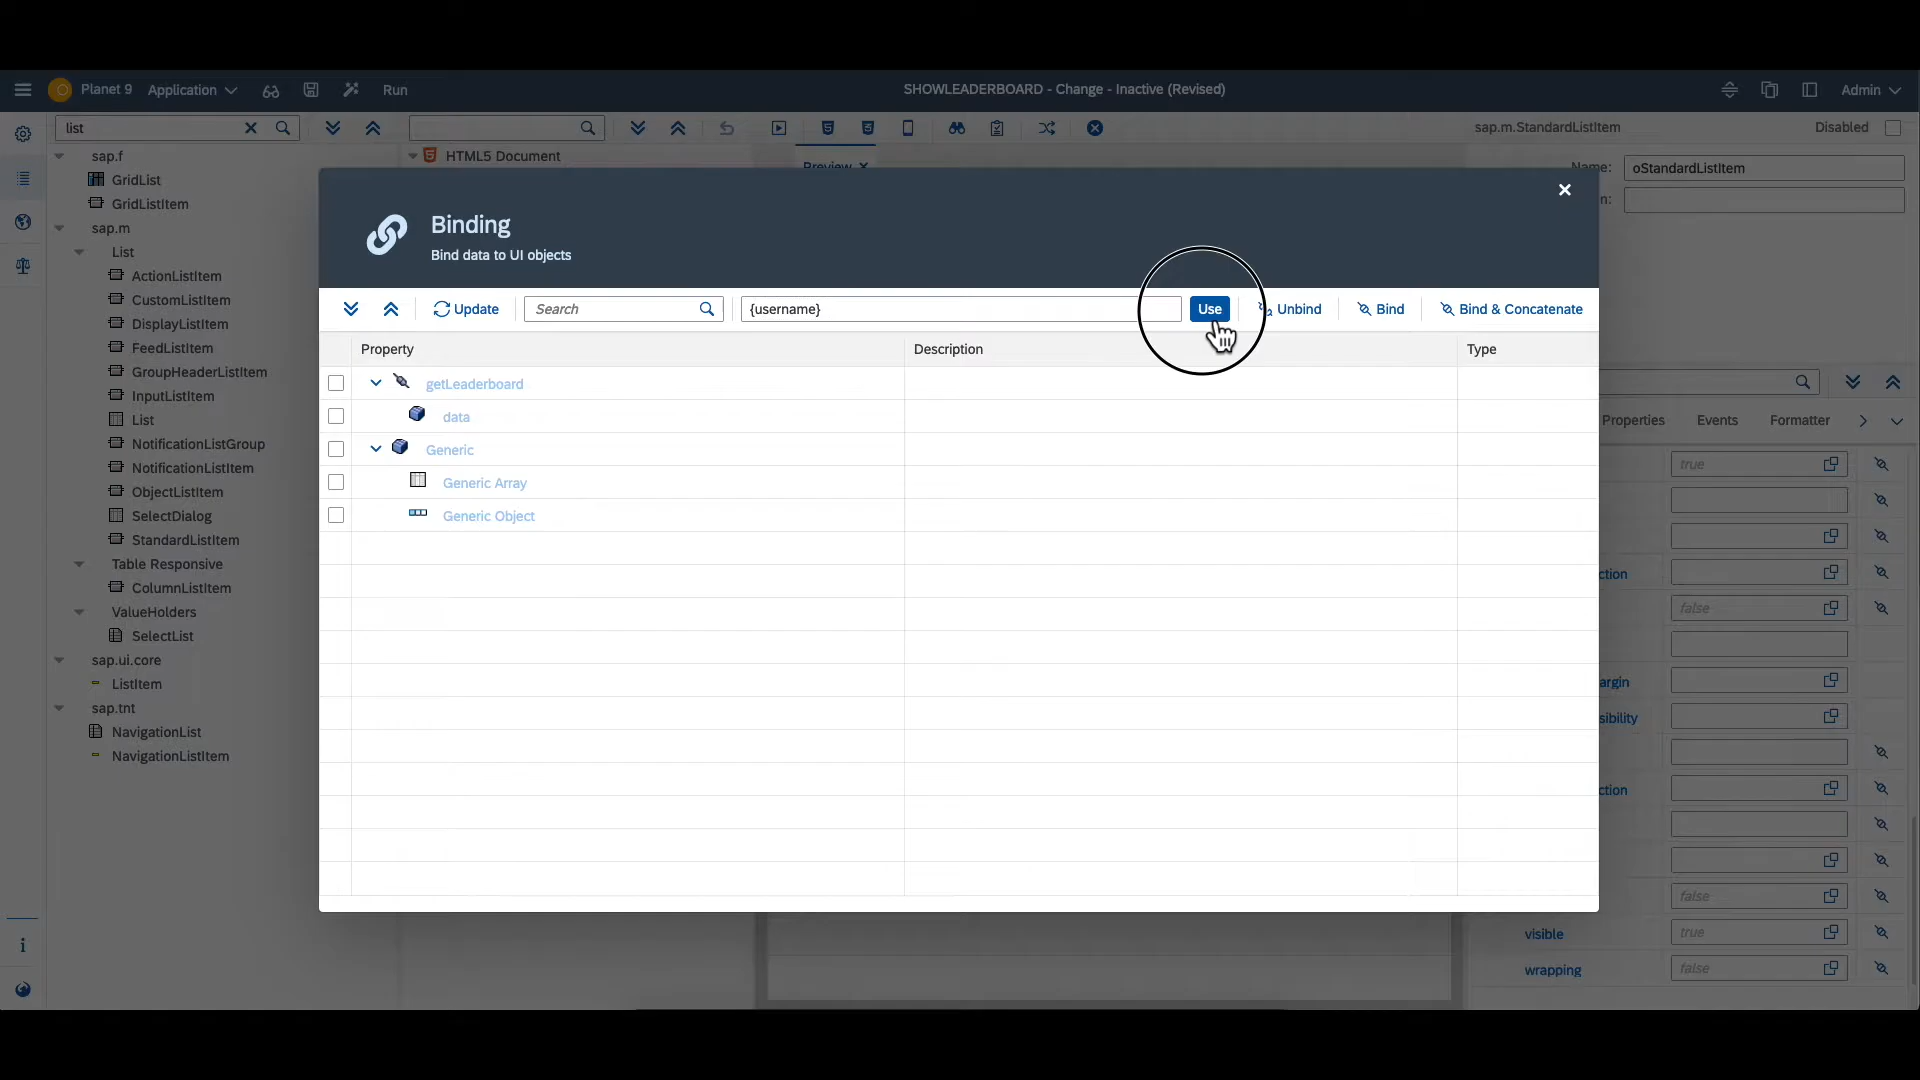 Planet 9
Application
Run
SHOWLEADERBOARD - Change - Inactive (Revised)
Admin
list
sap.m.StandardListItem
Disabled
sap.f
GridList
GridListItem
sap.m
List
ActionListItem
CustomListItem
DisplayListItem
FeedListItem
GroupHeaderListItem
InputListItem
List
NotificationListGroup
NotificationListItem
ObjectListItem
SelectDialog
StandardListItem
Table Responsive
ColumnListItem
ValueHolders
SelectList
sap.ui.core
ListItem
sap.tnt
NavigationList
NavigationListItem
HTML5 Document
Preview
Binding
Bind data to UI objects
Update
Search
{username}
Use
Unbind
Bind
Bind & Concatenate
Property
Description
Type
getLeaderboard
data
Generic
Generic Array
Generic Object
oStandardListItem
Properties
Events
Formatter
true
false
false
visible
true
wrapping
false